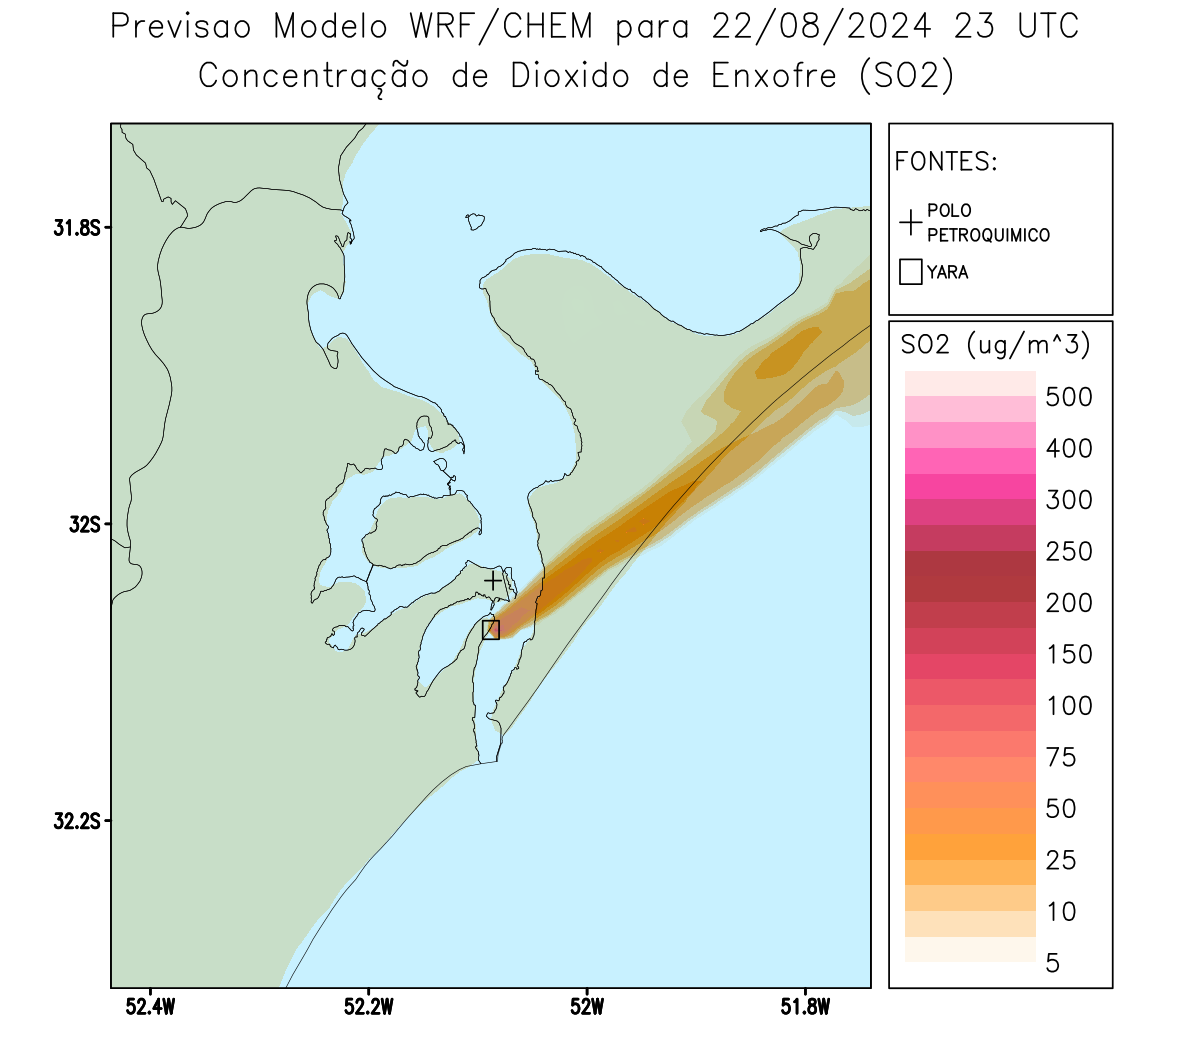 Previsao Modelo WRF/CHEM para 22/08/2024 23 UTC
Concentração de Dioxido de Enxofre (SO2)
FONTES:
POLO
PETROQUIMICO
YARA
31.8S
32S
32.2S
52.4W
52.2W
52W
51.8W
SO2 (ug/m^3)
500
400
300
250
200
150
100
75
50
25
10
5